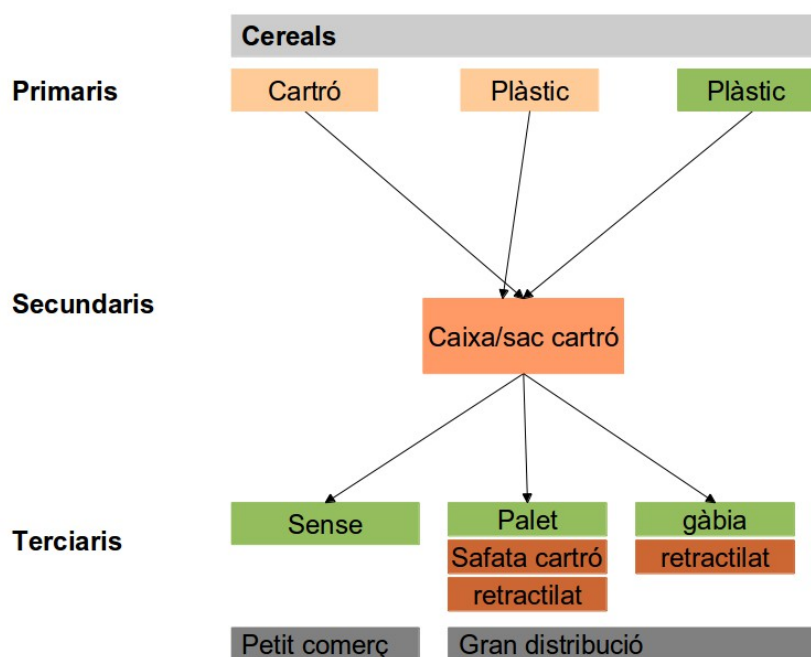 Cereals
Primaris
Cartró
Plàstic
Plàstic
Secundaris
Caixa/sac cartró
Terciaris
Sense
Palet
gàbia
Safata cartró
retractilat
retractilat
Petit comerç
Gran distribució